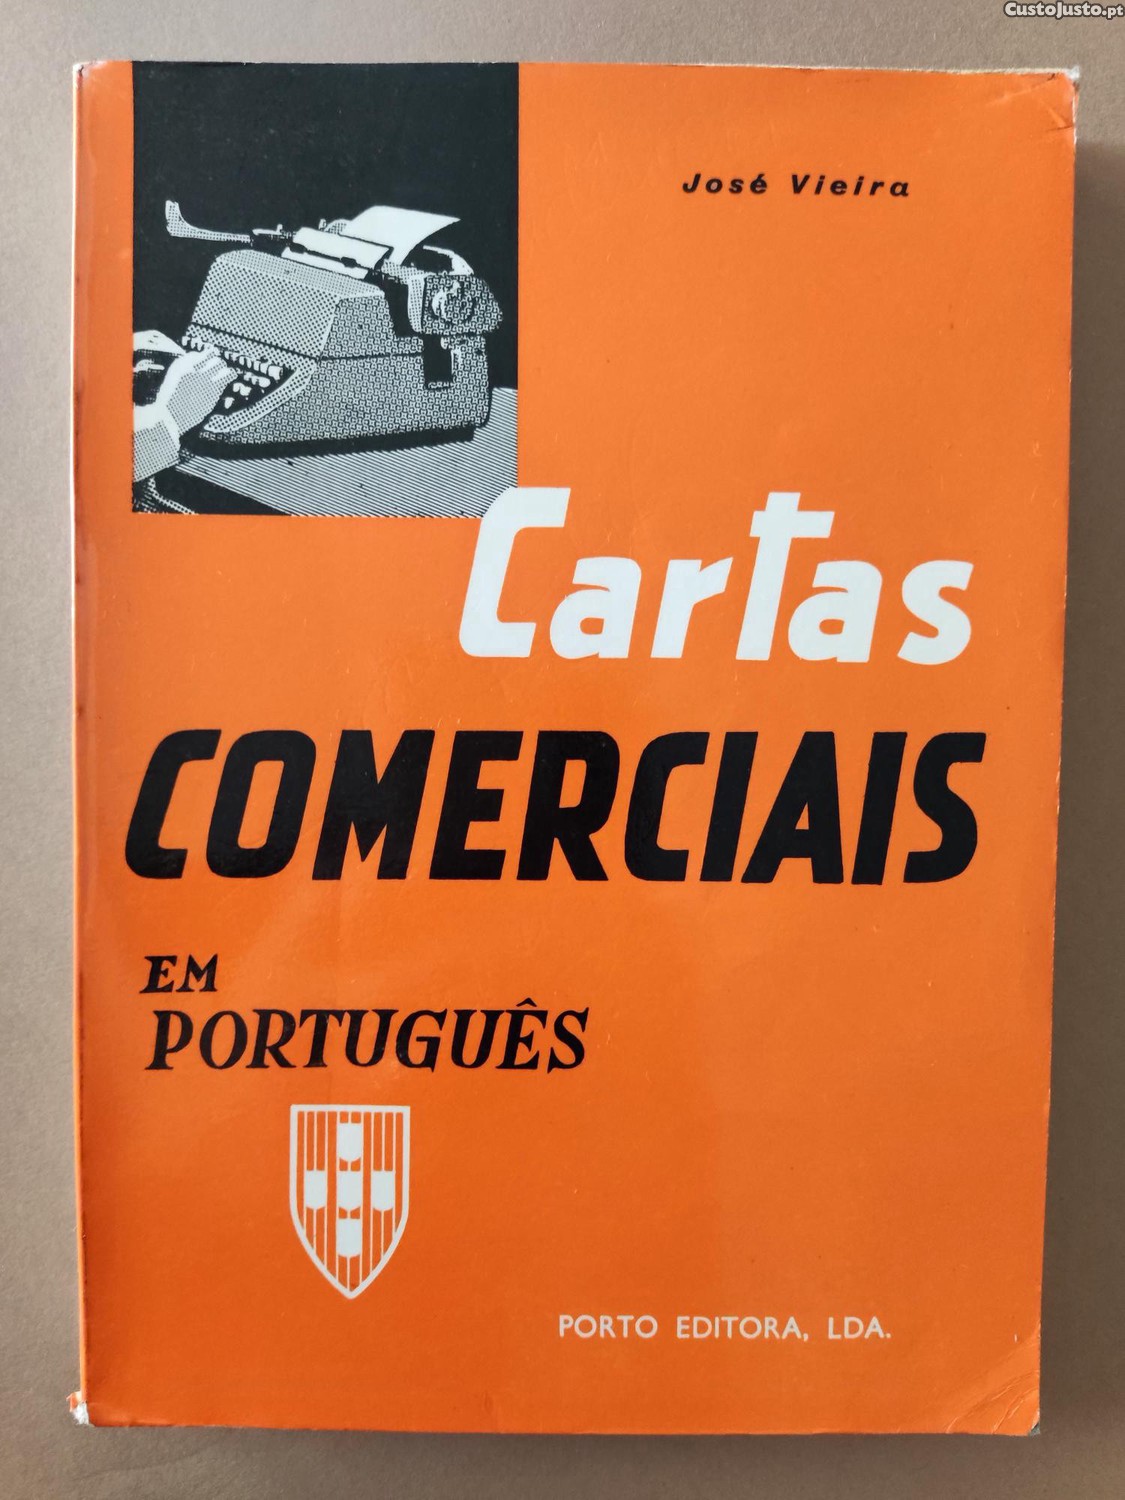 CustoJusto.pt
José Vieira
Cartas
COMERCIAIS
EM
PORTUGUÊS
PORTO EDITORA, LDA.